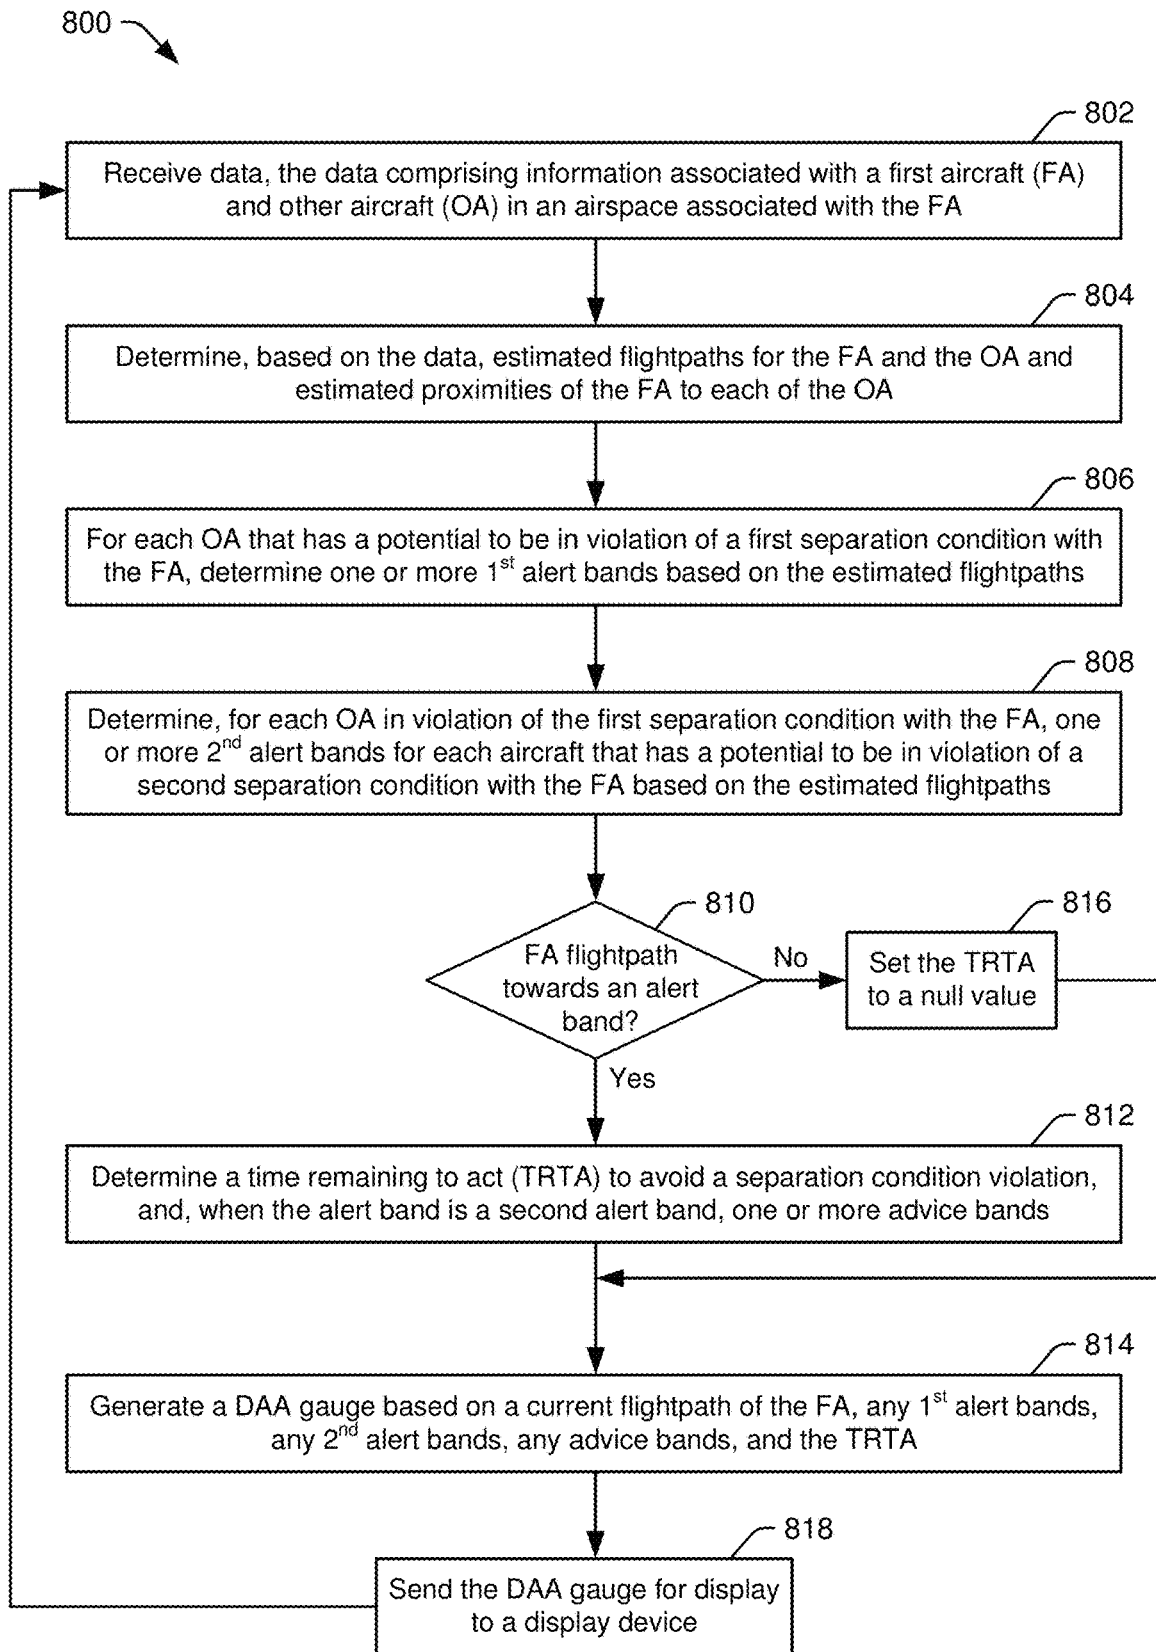 800
802
Receive data, the data comprising information associated with a first aircraft (FA)
and other aircraft (OA) in an airspace associated with the FA
804
Determine, based on the data, estimated flightpaths for the FA and the OA and
estimated proximities of the FA to each of the OA
806
For each OA that has a potential to be in violation of a first separation condition with
the FA, determine one or more 1st alert bands based on the estimated flightpaths
808
Determine, for each OA in violation of the first separation condition with the FA, one
or more 2nd alert bands for each aircraft that has a potential to be in violation of a
second separation condition with the FA based on the estimated flightpaths
810
FA flightpath
towards an alert
band?
No
816
Set the TRTA
to a null value
Yes
812
Determine a time remaining to act (TRTA) to avoid a separation condition violation,
and, when the alert band is a second alert band, one or more advice bands
814
Generate a DAA gauge based on a current flightpath of the FA, any 1st alert bands,
any 2nd alert bands, any advice bands, and the TRTA
818
Send the DAA gauge for display
to a display device